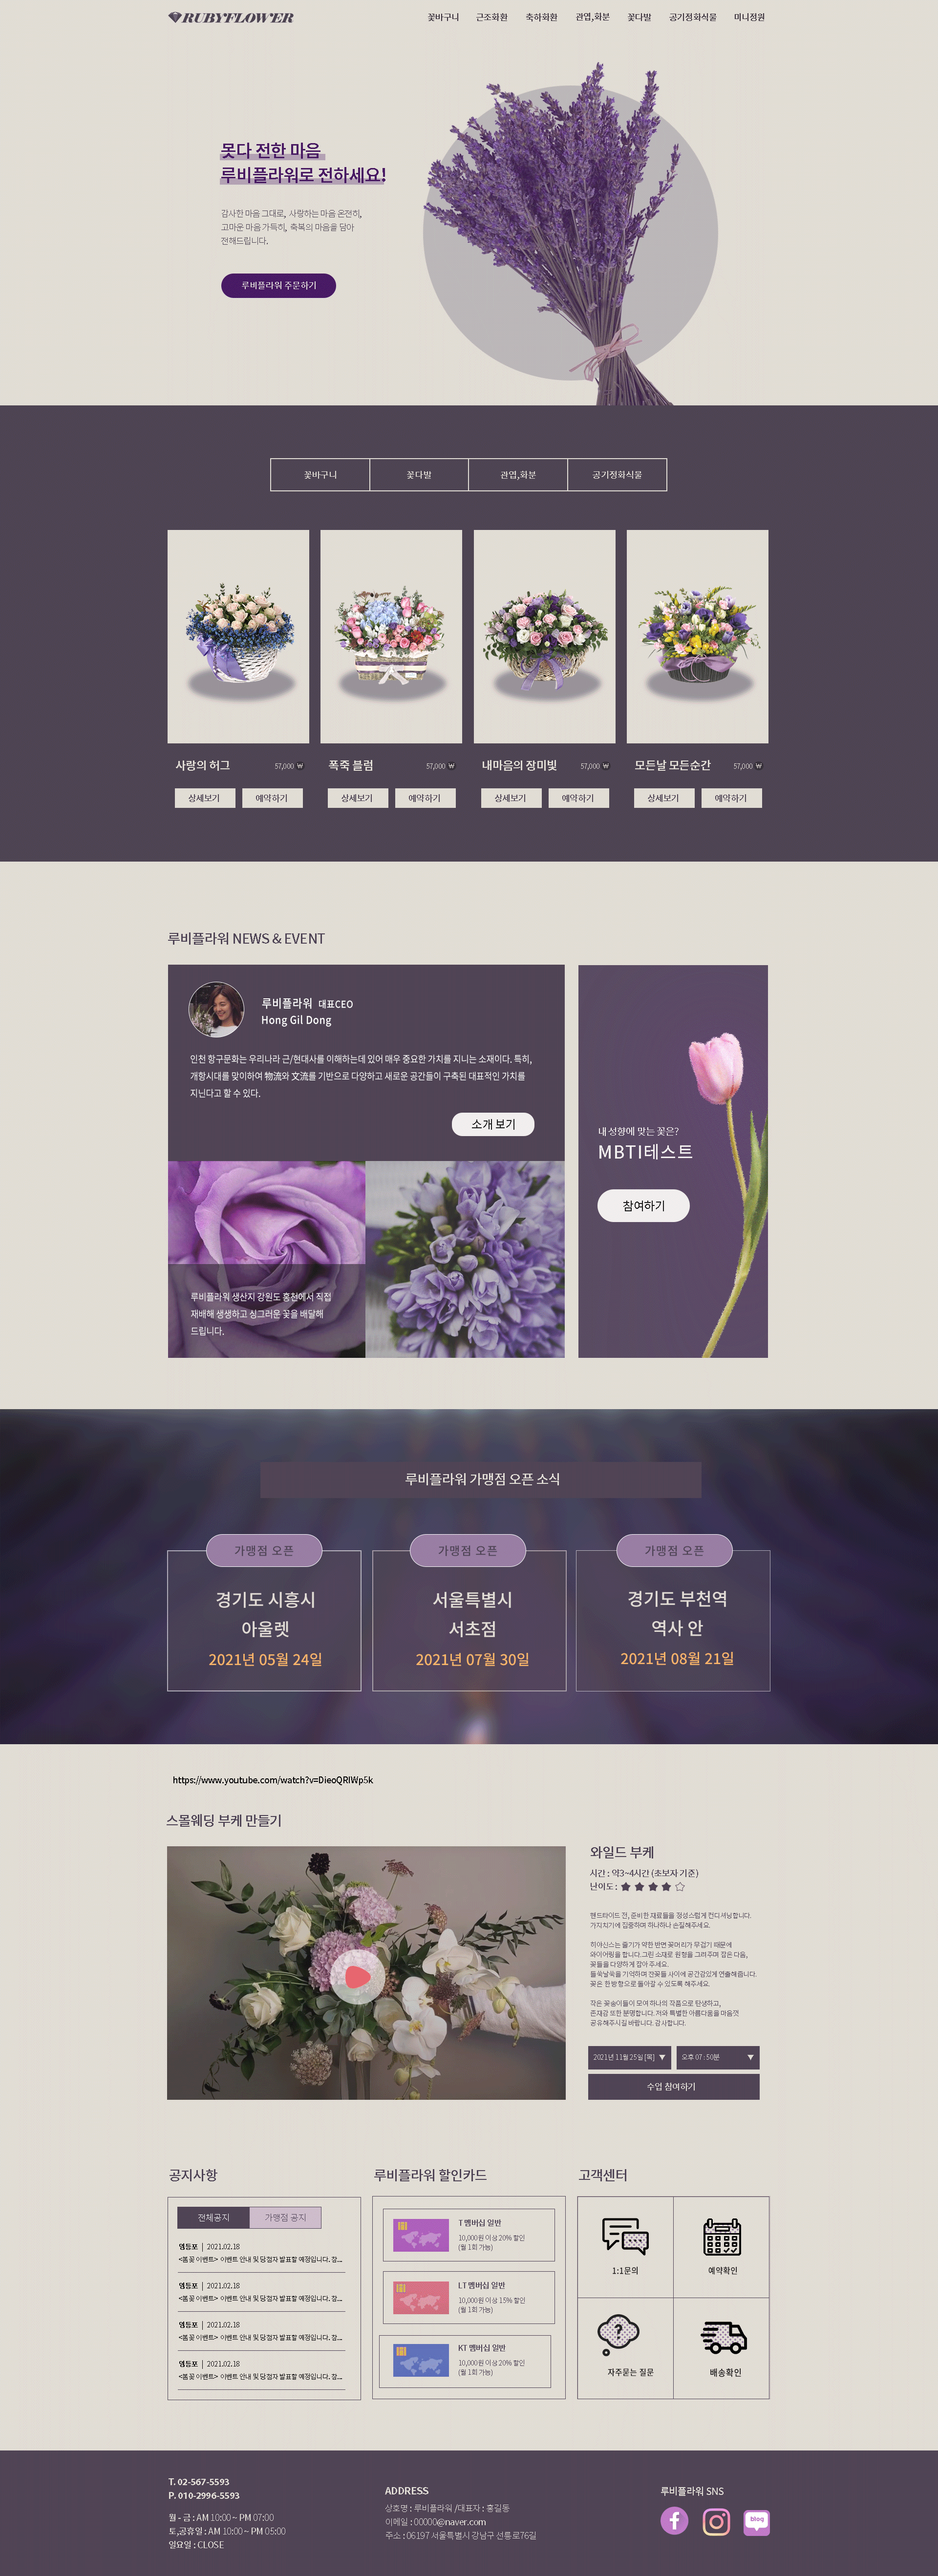 RUBYFLOWER
꽃바구니 근조화환 축하화환 관엽,화분 꽃다발 공기정화식물 미니정원
못다 전한 마음
루비플라워로 전하세요!
감사한 마음 그대로, 사랑하는 마음 온전히,
고마운 마음 가득히, 축복의 마음을 담아
전해드립니다.
루벼플라워 주문하기
꽃바구니 꽃다발 관엽,화분 공기정화식물
사랑의 허그 57,000 ₩
폭죽 블럼 57,000 ₩
내마음의 장미빛 57,000 ₩
모든날 모든순간 57,000 ₩
상세보기 예약하기 상세보기 예약하기 상세보기 예약하기 상세보기 예약하기
루비플라워 NEWS & EVENT
루비플라워 대표CEO
Hong Gil Dong
인천 항구문화는 우리나라 근/현대사를 이해하는데 있어 매우 중요한 가치를 지니는 소재이다. 특히,
개항시대를 맞이하여 物流와 文流를 기반으로 다양하고 새로운 공간들이 구축된 대표적인 가치를
지닌다고 할 수 있다.
소개 보기
루비플라워 생산지 강원도 홍천에서 직접
재배해 생생하고 싱그러운 꽃을 배달해
드립니다.
내 성향에 맞는 꽃은?
MBTI테스트
참여하기
루비플라워 가맹점 오픈 소식
가맹점 오픈
경기도 시흥시
아울렛
2021년 05월 24일
가맹점 오픈
서울특별시
서초점
2021년 07월 30일
가맹점 오픈
경기도 부천역
역사 안
2021년 08월 21일
https://www.youtube.com/watch?v=DieoQRIWp5k
스몰웨딩 부케 만들기
와일드 부케
시간 : 약3~4시간 (초보자 기준)
난이도 :
핸드타이드 전, 준비한 재료들을 정성스럽게 컨디셔닝합니다.
가지치기에 집중하며 하나하나 손질해주세요.
히야신스는 줄기가 약한 반면 꽃머리가 무겁기 때문에
와이어링을 합니다. 그린 소재로 원형을 그려주며 잡은 다음,
꽃들을 다양하게 잡아 주세요.
들쑥날쑥을 기억하며 잔꽃들 사이에 공간감있게 연출해줍니다.
꽃은 한 방향으로 돌아갈 수 있도록 해주세요.
작은 꽃송이들이 모여 하나의 작품으로 탄생하고,
존재감 또한 분명합니다. 저와 특별한 아름다움을 마음껏
공유해주시길 바랍니다. 감사합니다.
2021년 11월 25일 [목] ▼ 오후 07 : 50분 ▼
수업 참여하기
공지사항
전체공지 가맹점 공지
영등포 | 2021.02.18
<봄꽃 이벤트> 이벤트 안내 및 당첨자 발표할 예정입니다. 장...
영등포 | 2021.02.18
<봄꽃 이벤트> 이벤트 안내 및 당첨자 발표할 예정입니다. 장...
영등포 | 2021.02.18
<봄꽃 이벤트> 이벤트 안내 및 당첨자 발표할 예정입니다. 장...
영등포 | 2021.02.18
<봄꽃 이벤트> 이벤트 안내 및 당첨자 발표할 예정입니다. 장...
루비플라워 할인카드
T 멤버십 일반
10,000원 이상 20% 할인
(월 1회 가능)
LT 멤버십 일반
10,000원 이상 15% 할인
(월 1회 가능)
KT 멤버십 일반
10,000원 이상 20% 할인
(월 1회 가능)
고객센터
1:1문의
예약확인
자주묻는 질문
배송확인
T. 02-567-5593
P. 010-2996-5593
월 - 금 : AM 10:00 ~ PM 07:00
토,공휴일 : AM 10:00 ~ PM 05:00
일요일 : CLOSE
ADDRESS
상호명 : 루비플라워 /대표자 : 홍길동
이메일 : 00000@naver.com
주소 : 06197 서울특별시 강남구 선릉로76길
루비플라워 SNS
blog